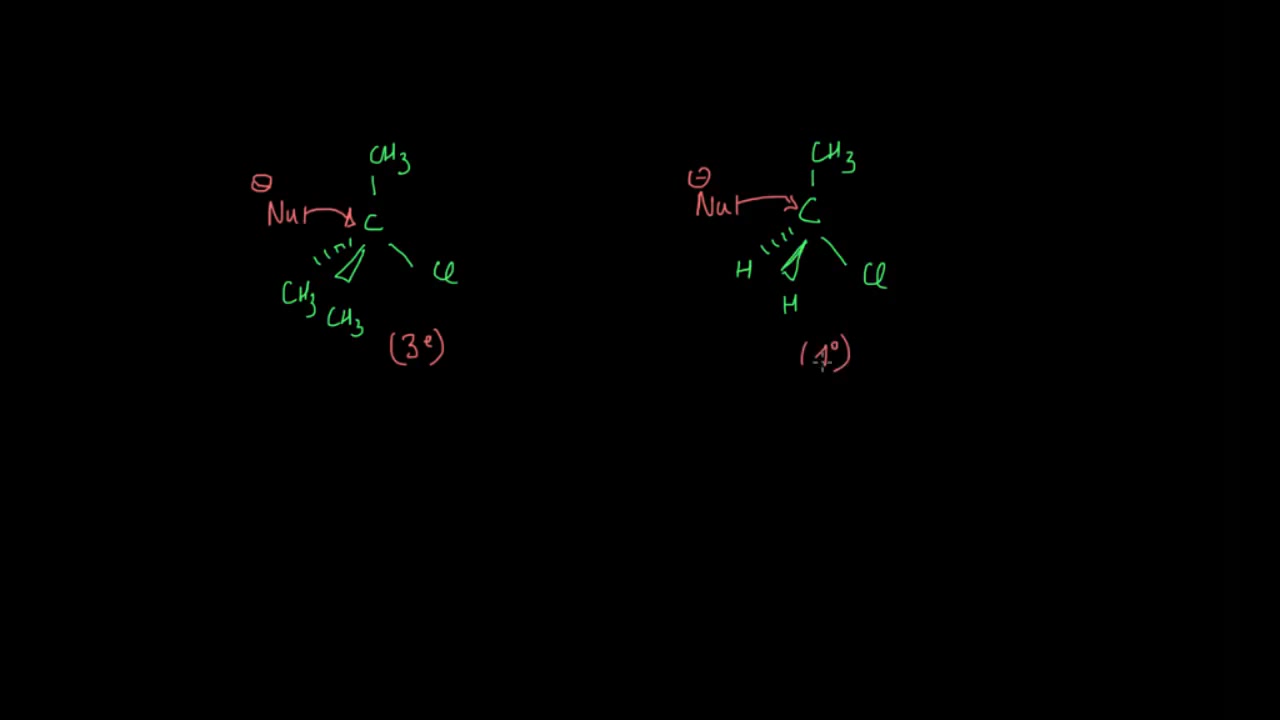 CH3 CH3
⊖ ⊖
Nu C Nu C
CH3 CH3 Cl H H Cl
(3°) (1°)